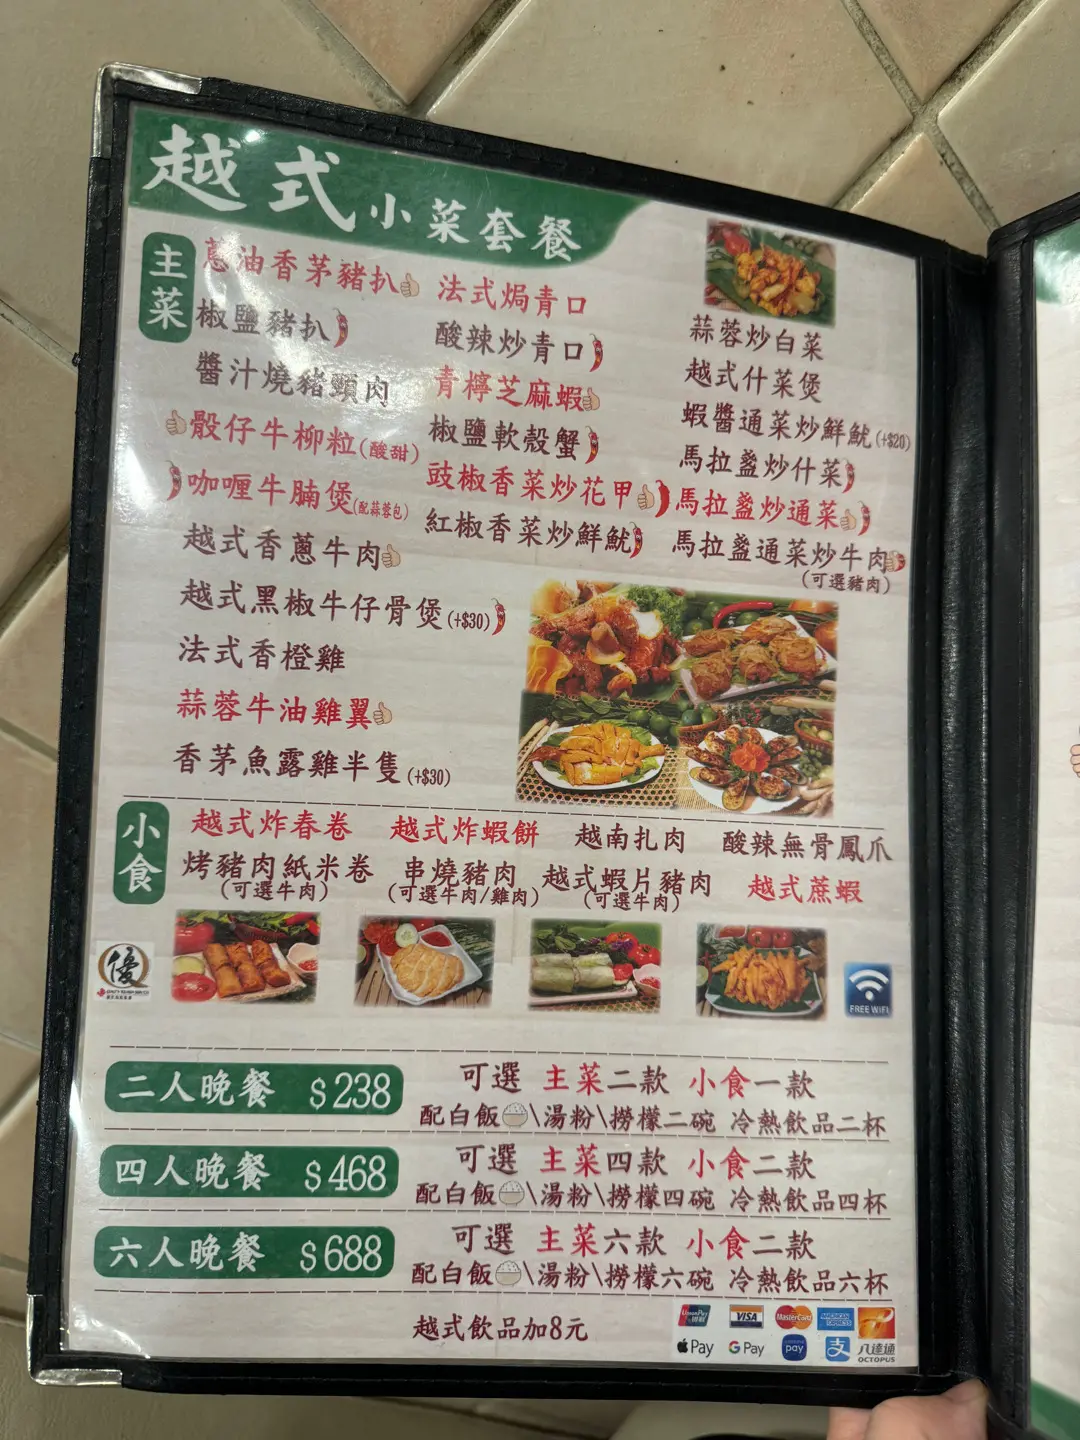 越式小菜套餐
主菜
蔥油香茅豬扒
椒鹽豬扒
醬汁燒豬頸肉
骰仔牛柳粒(酸甜)
咖喱牛腩煲(配蒜蓉包)
越式香蔥牛肉
越式黑椒牛仔骨煲(+$30)
法式香橙雞
蒜蓉牛油雞翼
香茅魚露雞半隻(+$30)
法式焗青口
酸辣炒青口
青檸芝麻蝦
椒鹽軟殼蟹
豉椒香菜炒花甲
紅椒香菜炒鮮魷
蒜蓉炒白菜
越式什菜煲
蝦醬通菜炒鮮魷(+$20)
馬拉盞炒什菜
馬拉盞炒通菜
馬拉盞通菜炒牛肉
(可選豬肉)
小食
越式炸春卷 越式炸蝦餅 越南扎肉 酸辣無骨鳳爪
烤豬肉紙米卷 串燒豬肉 越式蝦片豬肉 越式蔗蝦
(可選牛肉) (可選牛肉/雞肉) (可選牛肉)
優
FREE WIFI
二人晚餐 $238 可選 主菜二款 小食一款
配白飯\湯粉\撈檬二碗 冷熱飲品二杯
四人晚餐 $468 可選 主菜四款 小食二款
配白飯\湯粉\撈檬四碗 冷熱飲品四杯
六人晚餐 $688 可選 主菜六款 小食二款
配白飯\湯粉\撈檬六碗 冷熱飲品六杯
越式飲品加8元
UnionPay 銀聯 VISA MasterCard AMERICAN EXPRESS
Pay G Pay pay 支 八達通
OCTOPUS